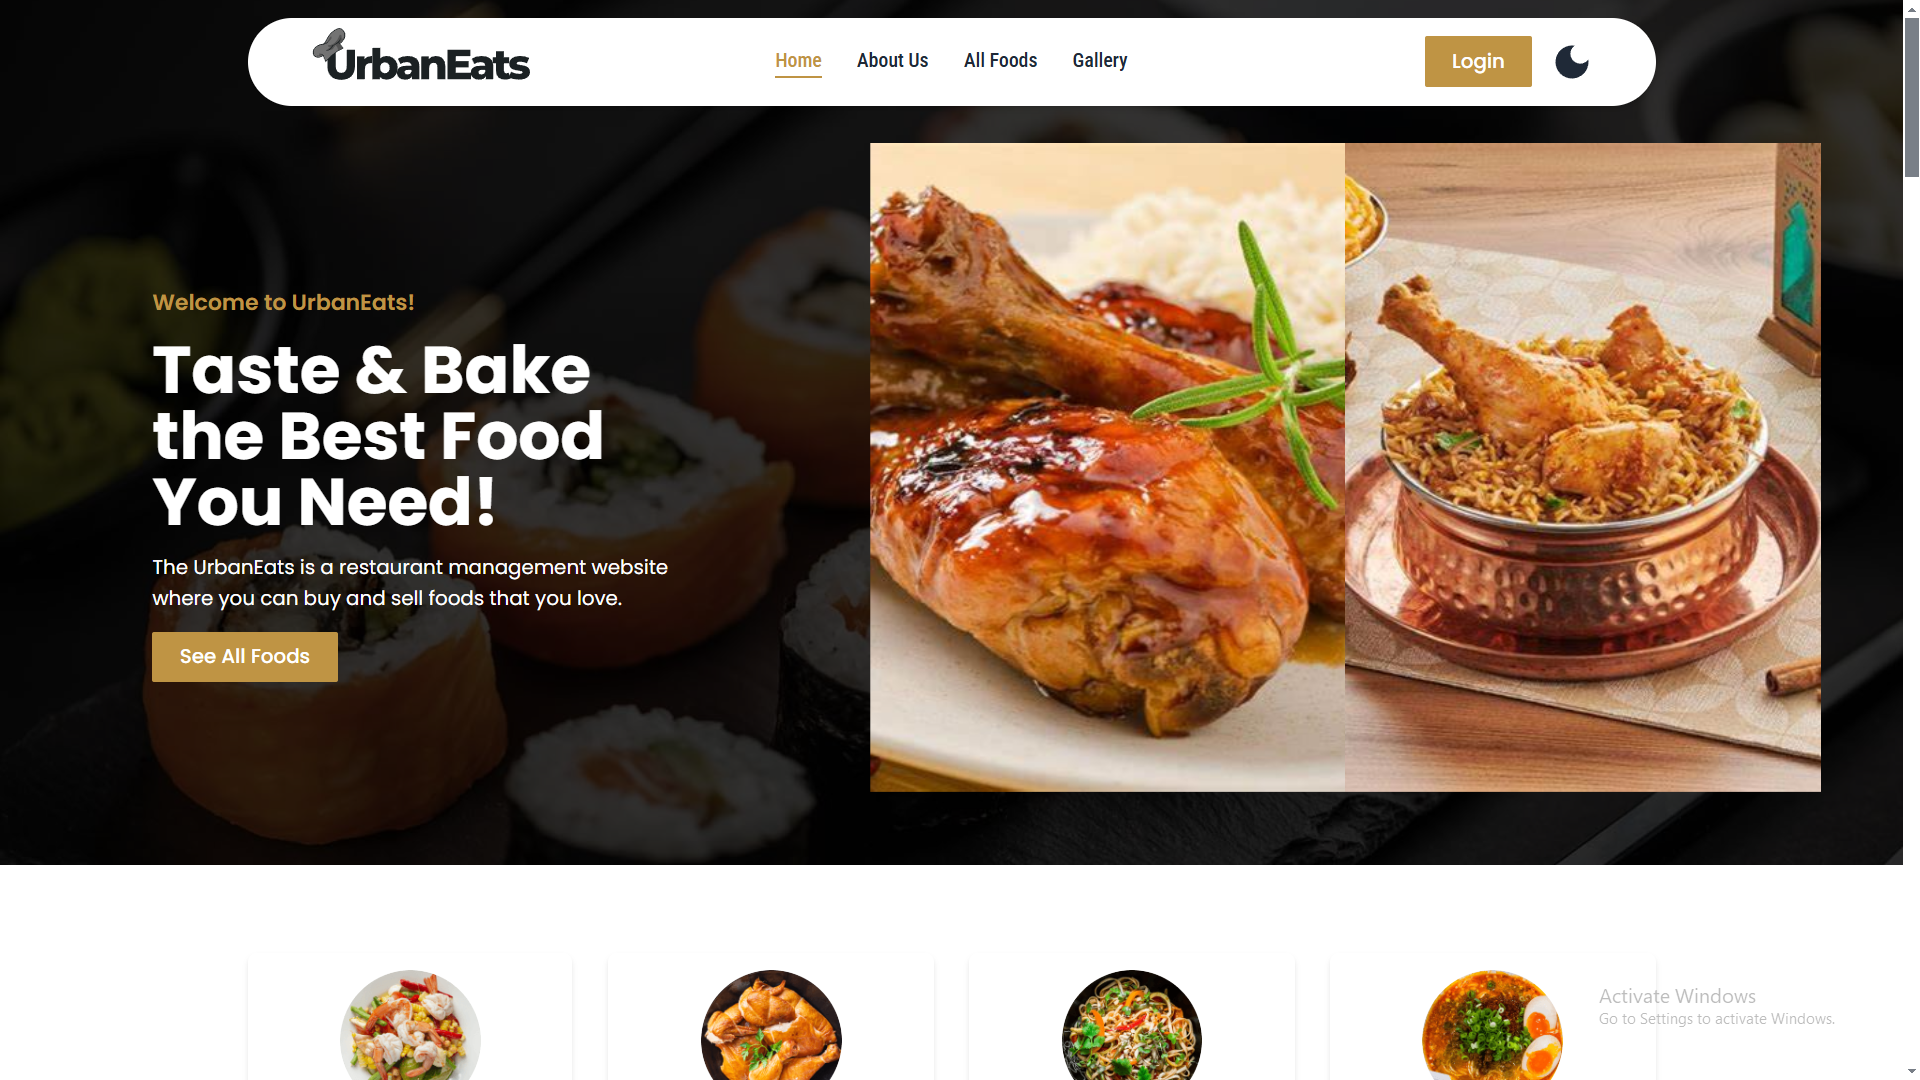 UrbanEats
Home
About Us
All Foods
Gallery
Login
Welcome to UrbanEats!
Taste & Bake
the Best Food
You Need!
The UrbanEats is a restaurant management website
where you can buy and sell foods that you love.
See All Foods
Activate Windows
Go to Settings to activate Windows.